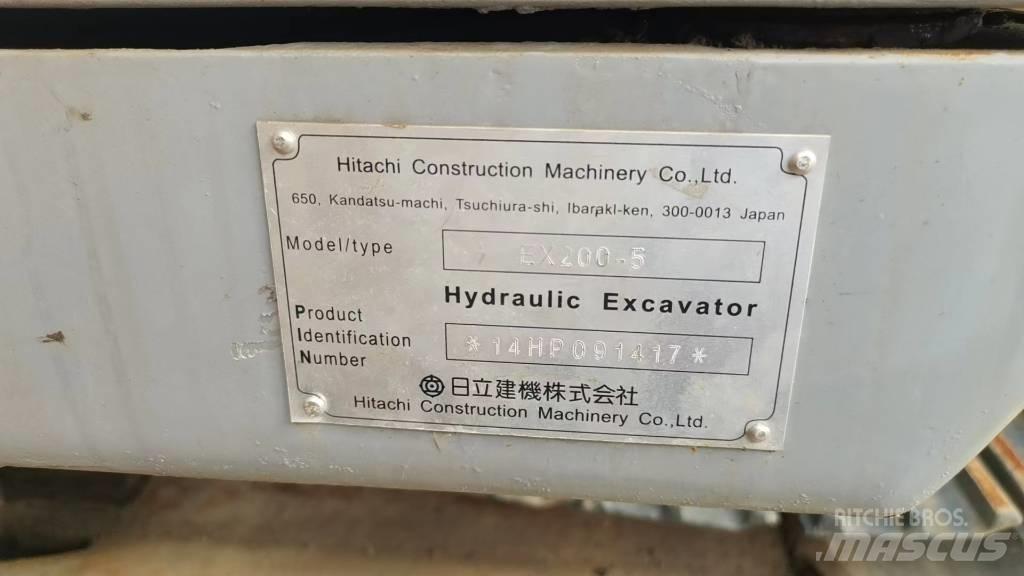 Hitachi Construction Machinery Co.,Ltd.
650, Kandatsu-machi, Tsuchiura-shi, Ibarakl-ken, 300-0013 Japan
Model/type EX200-5
Hydraulic Excavator
Product
Identification
Number
*14HP091417*
日立建機株式会社
Hitachi Construction Machinery Co.,Ltd.
RITCHIE BROS.
MASCUS